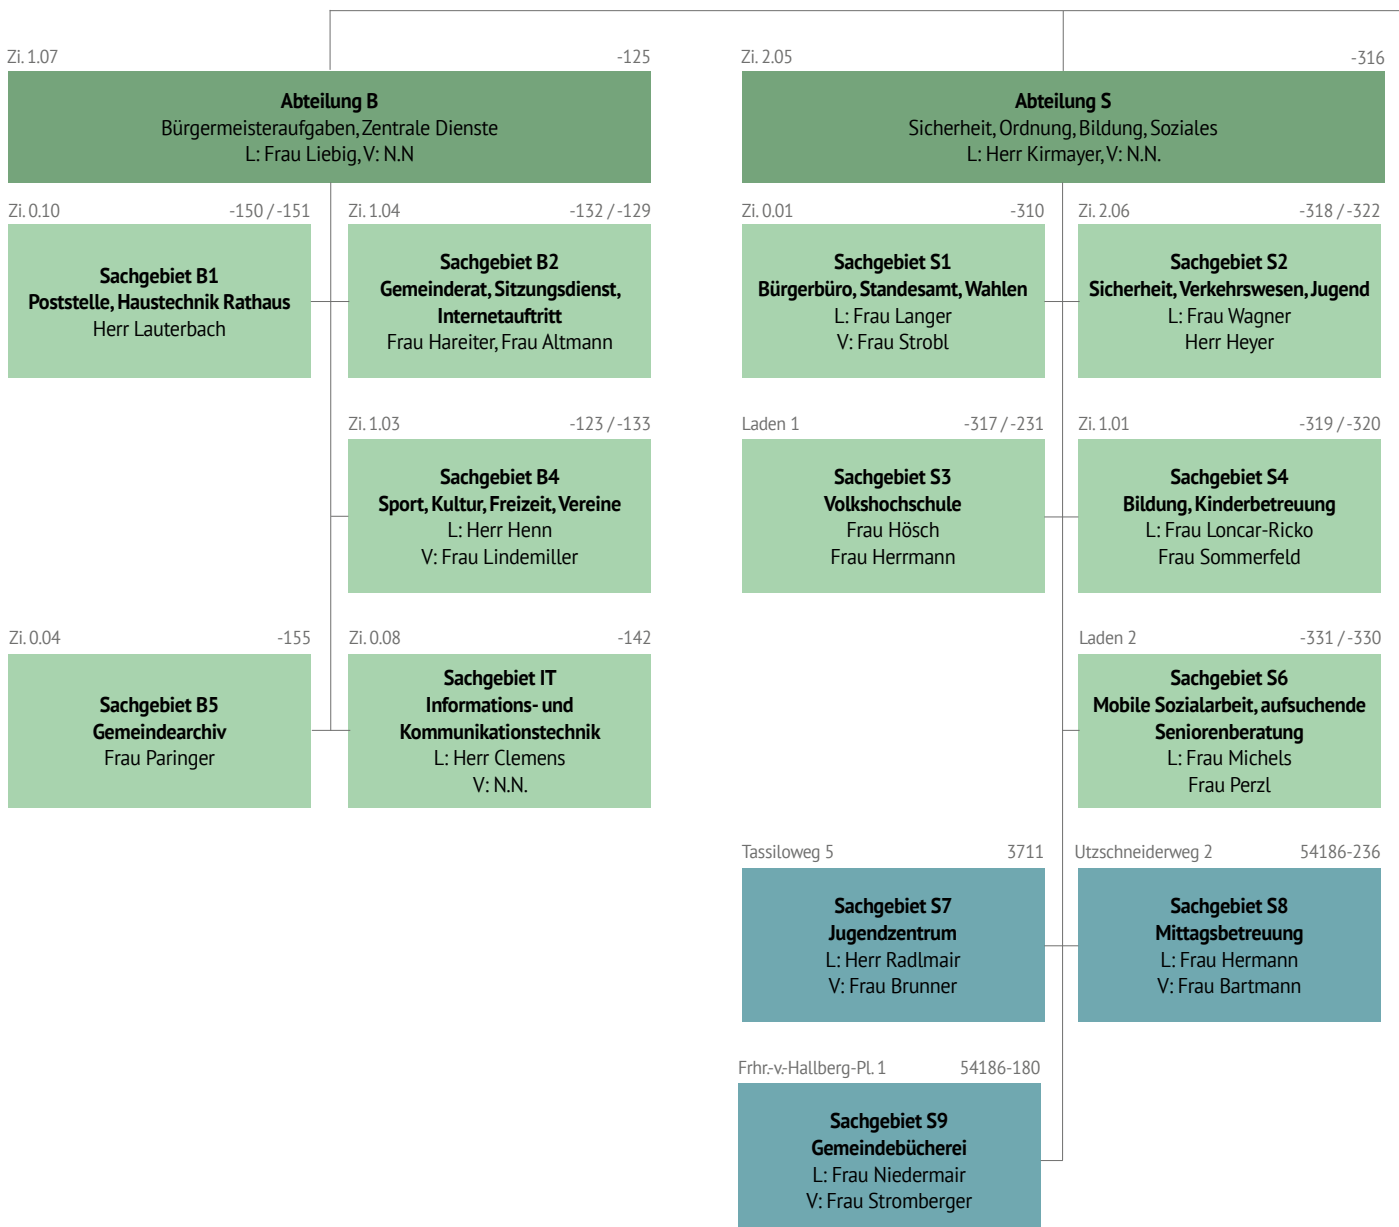 Zi. 1.07 -125
Abteilung B
Bürgermeisteraufgaben, Zentrale Dienste
L: Frau Liebig, V: N.N
Zi. 0.10 -150 / -151
Sachgebiet B1
Poststelle, Haustechnik Rathaus
Herr Lauterbach
Zi. 1.04 -132 / -129
Sachgebiet B2
Gemeinderat, Sitzungsdienst,
Internetauftritt
Frau Hareiter, Frau Altmann
Zi. 1.03 -123 / -133
Sachgebiet B4
Sport, Kultur, Freizeit, Vereine
L: Herr Henn
V: Frau Lindemiller
Zi. 0.04 -155
Sachgebiet B5
Gemeindearchiv
Frau Paringer
Zi. 0.08 -142
Sachgebiet IT
Informations- und
Kommunikationstechnik
L: Herr Clemens
V: N.N.
Zi. 2.05 -316
Abteilung S
Sicherheit, Ordnung, Bildung, Soziales
L: Herr Kirmayer, V: N.N.
Zi. 0.01 -310
Sachgebiet S1
Bürgerbüro, Standesamt, Wahlen
L: Frau Langer
V: Frau Strobl
Zi. 2.06 -318 / -322
Sachgebiet S2
Sicherheit, Verkehrswesen, Jugend
L: Frau Wagner
Herr Heyer
Laden 1 -317 / -231
Sachgebiet S3
Volkshochschule
Frau Hösch
Frau Herrmann
Zi. 1.01 -319 / -320
Sachgebiet S4
Bildung, Kinderbetreuung
L: Frau Loncar-Ricko
Frau Sommerfeld
Laden 2 -331 / -330
Sachgebiet S6
Mobile Sozialarbeit, aufsuchende
Seniorenberatung
L: Frau Michels
Frau Perzl
Tassiloweg 5 3711
Sachgebiet S7
Jugendzentrum
L: Herr Radlmair
V: Frau Brunner
Utzschneiderweg 2 54186-236
Sachgebiet S8
Mittagsbetreuung
L: Frau Hermann
V: Frau Bartmann
Frhr.-v.-Hallberg-Pl. 1 54186-180
Sachgebiet S9
Gemeindebücherei
L: Frau Niedermair
V: Frau Stromberger